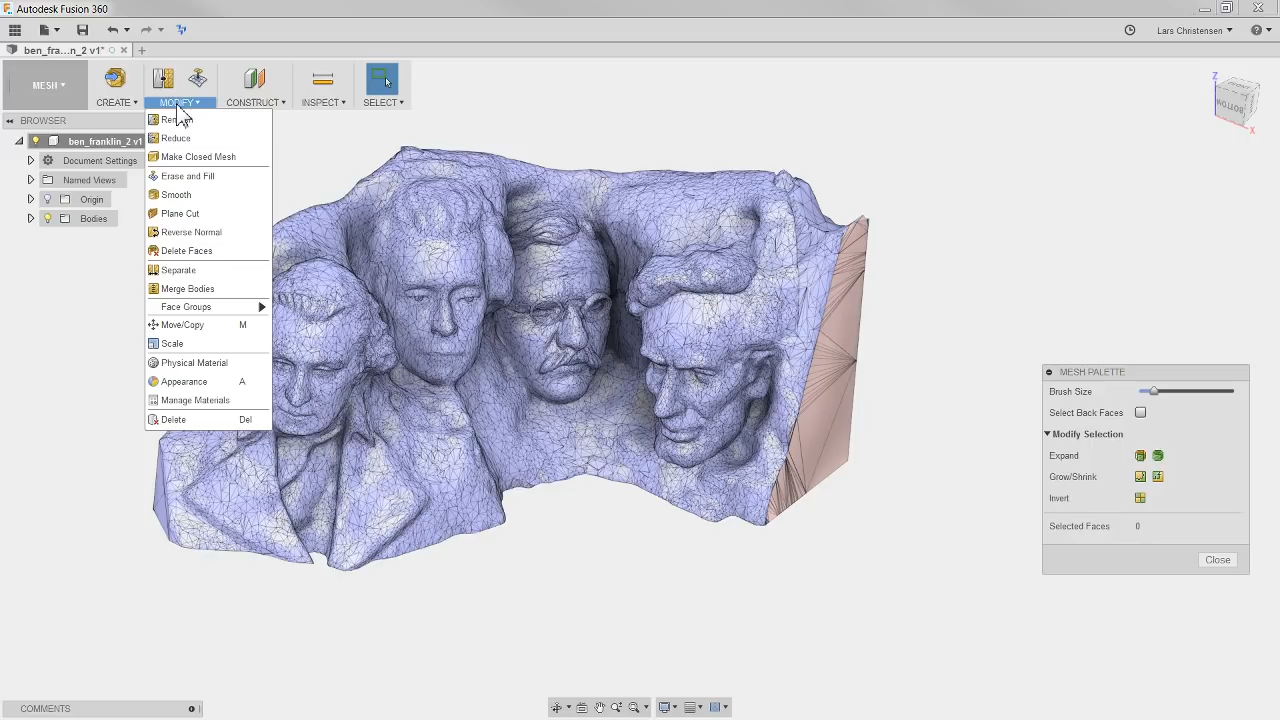 Autodesk Fusion 360
Lars Christensen
ben_fra...n_2 v1*
MESH
CREATE
MODIFY
CONSTRUCT
INSPECT
SELECT
BROWSER
ben_franklin_2 v1
Document Settings
Named Views
Origin
Bodies
Reduce
Make Closed Mesh
Erase and Fill
Smooth
Plane Cut
Reverse Normal
Delete Faces
Separate
Merge Bodies
Face Groups
Move/Copy M
Scale
Physical Material
Appearance A
Manage Materials
Delete Del
Z
BOTTOM
X
MESH PALETTE
Brush Size
Select Back Faces
Modify Selection
Expand
Grow/Shrink
Invert
Selected Faces 0
Close
COMMENTS